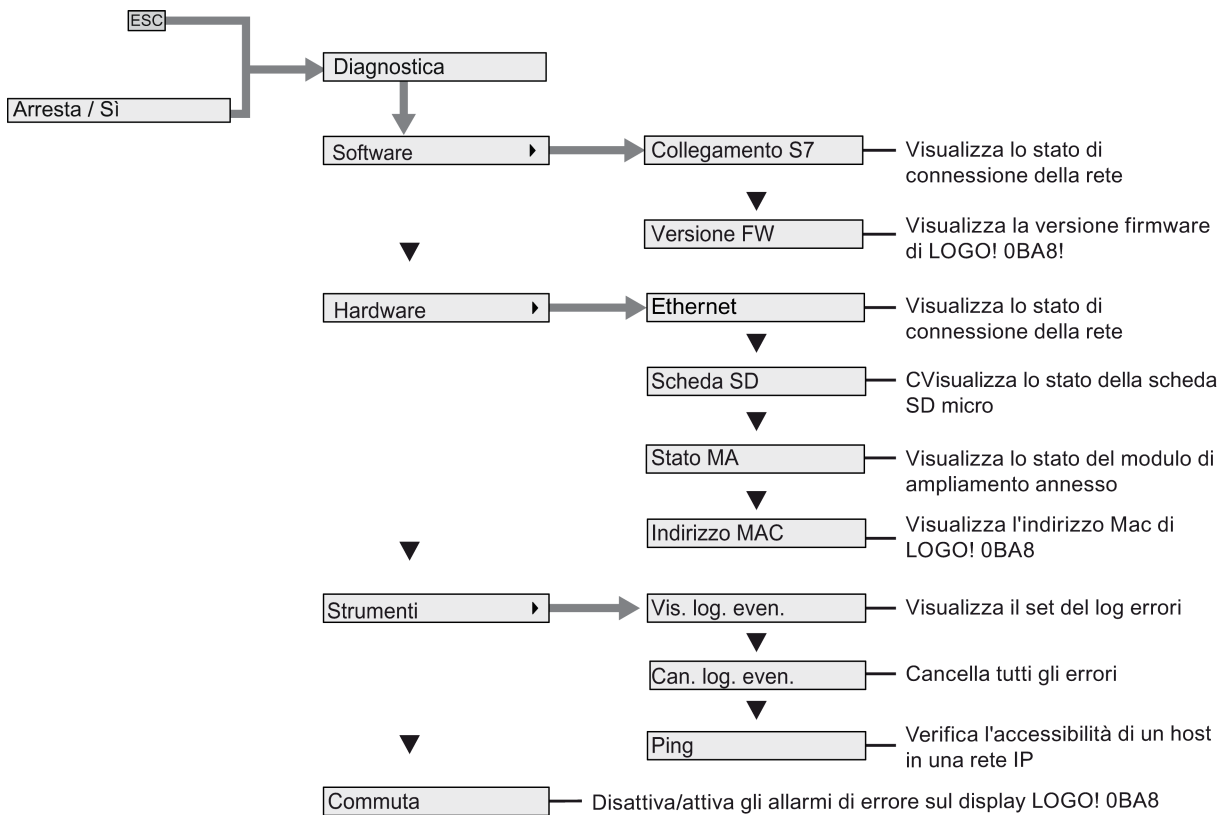 ESC
Diagnostica
Arresta / Sì
Software
Collegamento S7
Visualizza lo stato di
connessione della rete
Versione FW
Visualizza la versione firmware
di LOGO! 0BA8!
Hardware
Ethernet
Visualizza lo stato di
connessione della rete
Scheda SD
CVisualizza lo stato della scheda
SD micro
Stato MA
Visualizza lo stato del modulo di
ampliamento annesso
Indirizzo MAC
Visualizza l'indirizzo Mac di
LOGO! 0BA8
Strumenti
Vis. log. even.
Visualizza il set del log errori
Can. log. even.
Cancella tutti gli errori
Ping
Verifica l'accessibilità di un host
in una rete IP
Commuta
Disattiva/attiva gli allarmi di errore sul display LOGO! 0BA8